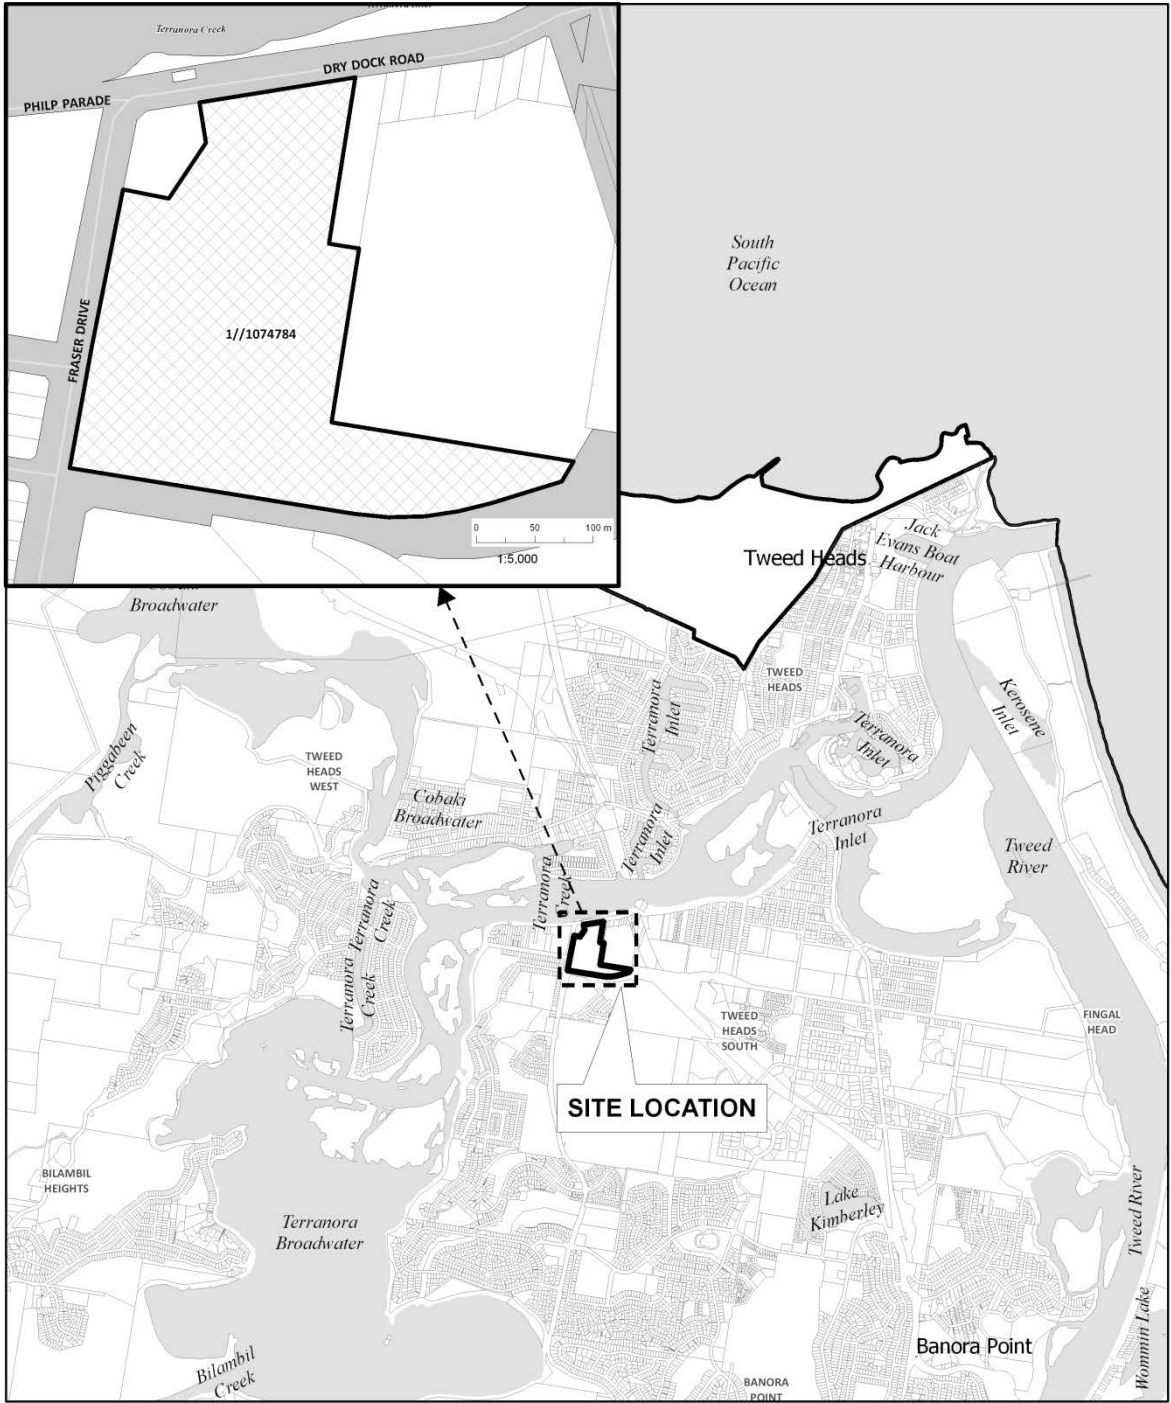 Terranora Creek
DRY DOCK ROAD
PHILP PARADE
FRASER DRIVE
1//1074784
0 50 100 m
1:5,000
South
Pacific
Ocean
Jack
Evans Boat
Harbour
Tweed Heads
Broadwater
TWEED
HEADS
Terranora
Inlet
Kerosene
Inlet
Terranora
Inlet
Piggabeen
Creek
TWEED
HEADS
WEST
Cobaki
Broadwater
Terranora
Inlet
Terranora
Inlet
Tweed
River
Terranora
Creek
Terranora
Creek
Terranora
Creek
TWEED
HEADS
SOUTH
FINGAL
HEAD
SITE LOCATION
BILAMBIL
HEIGHTS
Lake
Kimberley
Terranora
Broadwater
Tweed River
Wommin Lake
Banora Point
Bilambil
Creek
BANORA
POINT